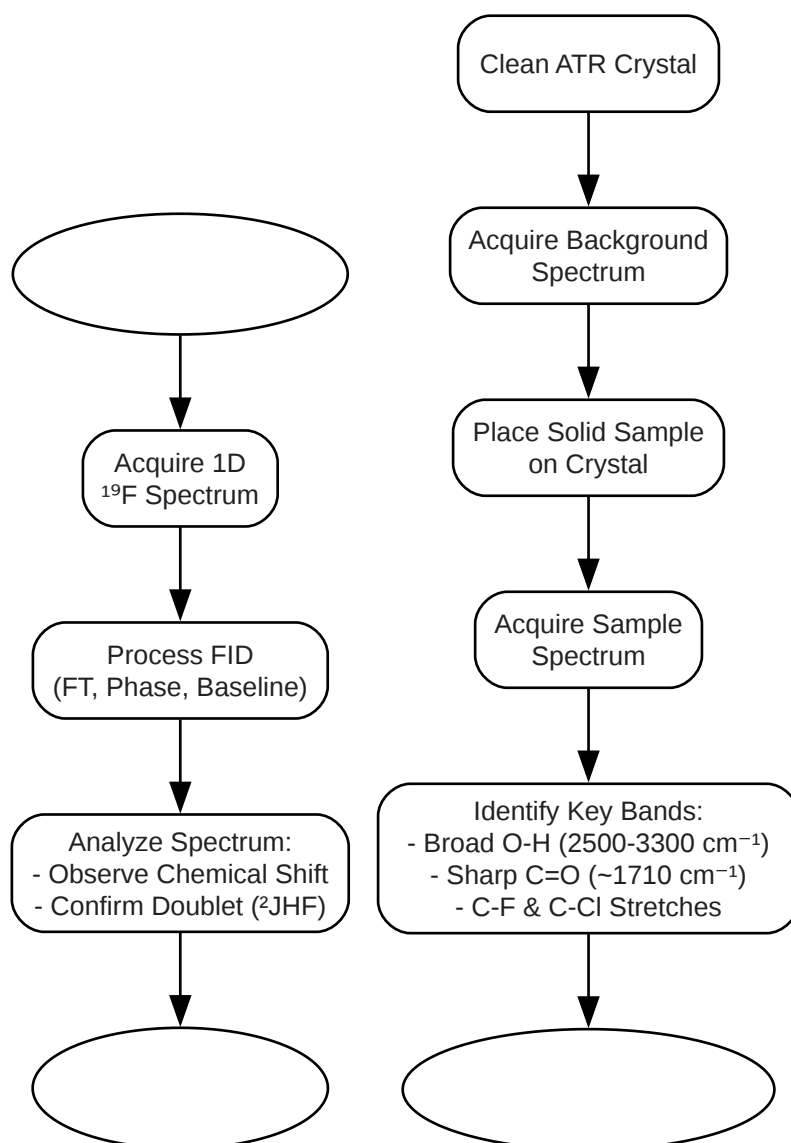 Clean ATR Crystal
Acquire Background
Spectrum
Place Solid Sample
on Crystal
Acquire Sample
Spectrum
Identify Key Bands:
- Broad O-H (2500-3300 cm⁻¹)
- Sharp C=O (~1710 cm⁻¹)
- C-F & C-Cl Stretches
Acquire 1D
¹⁹F Spectrum
Process FID
(FT, Phase, Baseline)
Analyze Spectrum:
- Observe Chemical Shift
- Confirm Doublet (²JHF)